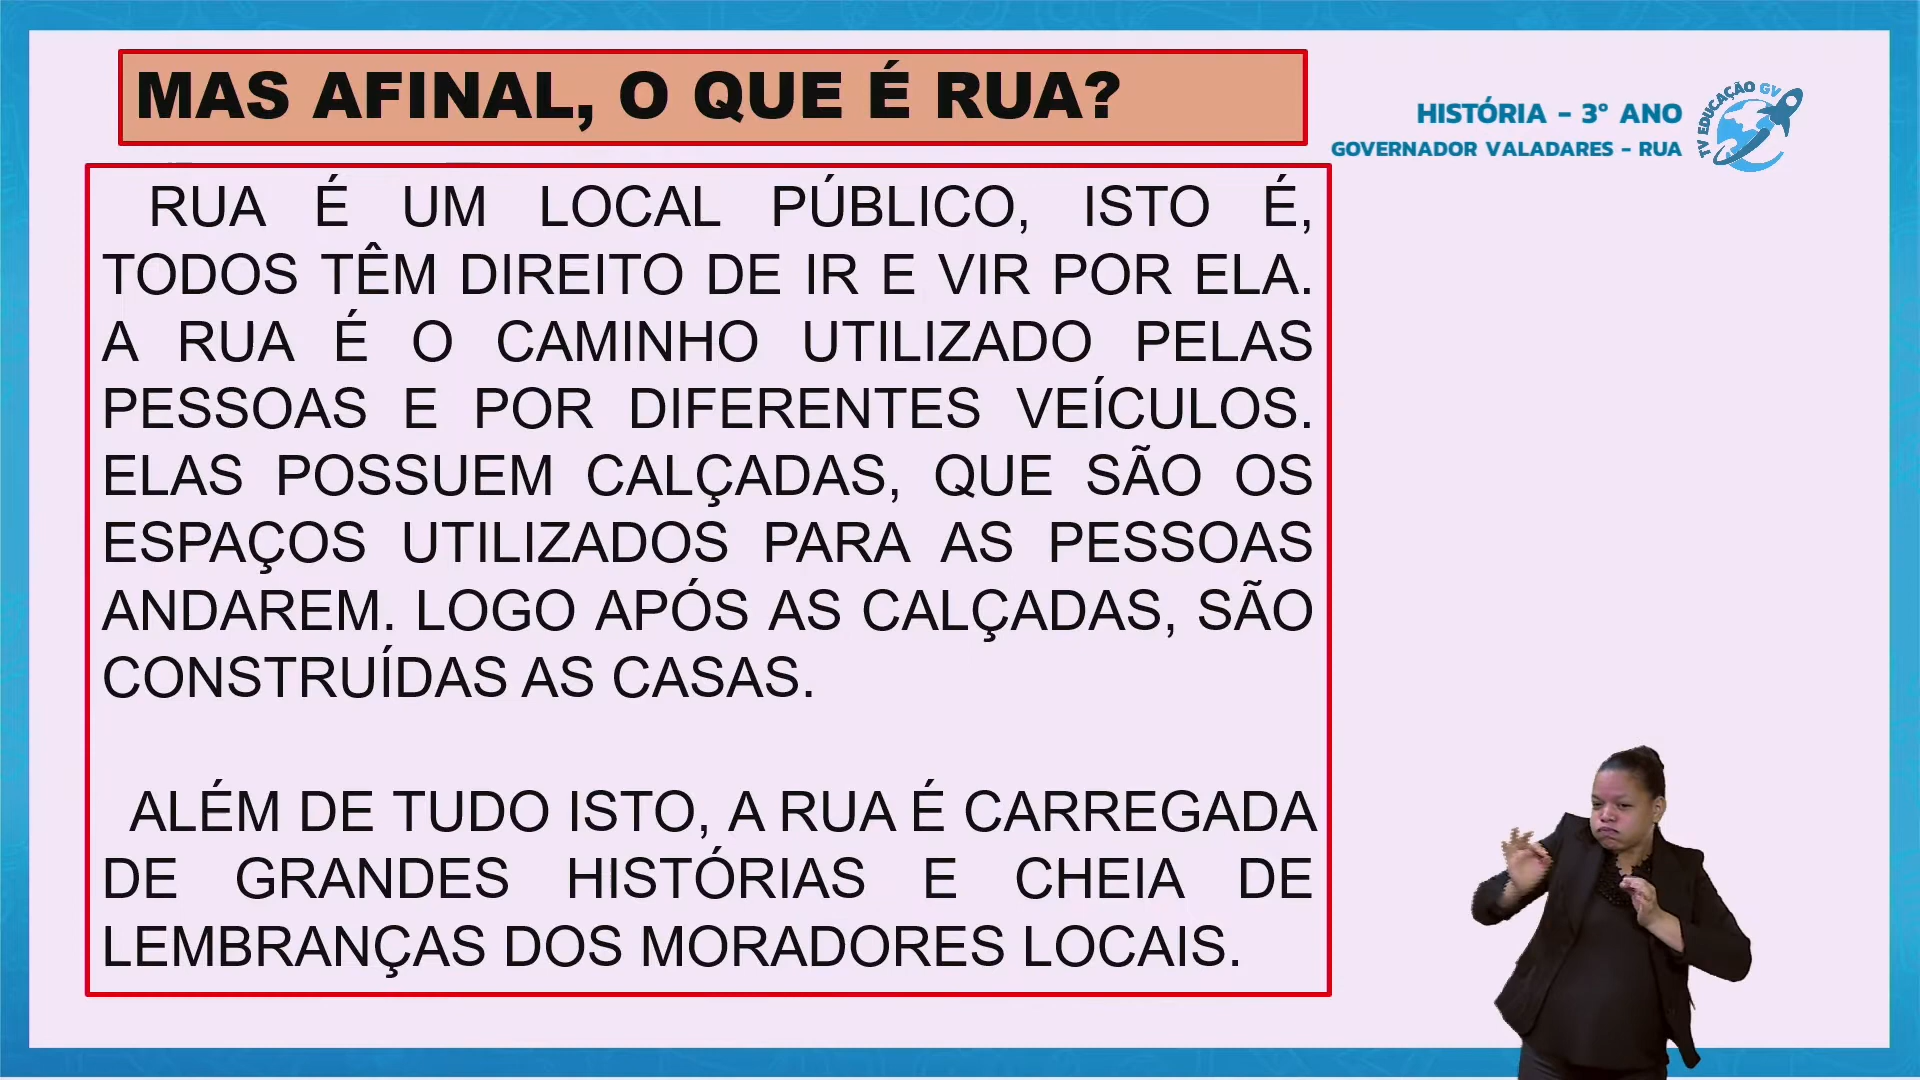 MAS AFINAL, O QUE É RUA?
HISTÓRIA - 3° ANO
GOVERNADOR VALADARES - RUA
TV EDUCAÇÃO GV
RUA É UM LOCAL PÚBLICO, ISTO É,
TODOS TÊM DIREITO DE IR E VIR POR ELA.
A RUA É O CAMINHO UTILIZADO PELAS
PESSOAS E POR DIFERENTES VEÍCULOS.
ELAS POSSUEM CALÇADAS, QUE SÃO OS
ESPAÇOS UTILIZADOS PARA AS PESSOAS
ANDAREM. LOGO APÓS AS CALÇADAS, SÃO
CONSTRUÍDAS AS CASAS.
ALÉM DE TUDO ISTO, A RUA É CARREGADA
DE GRANDES HISTÓRIAS E CHEIA DE
LEMBRANÇAS DOS MORADORES LOCAIS.